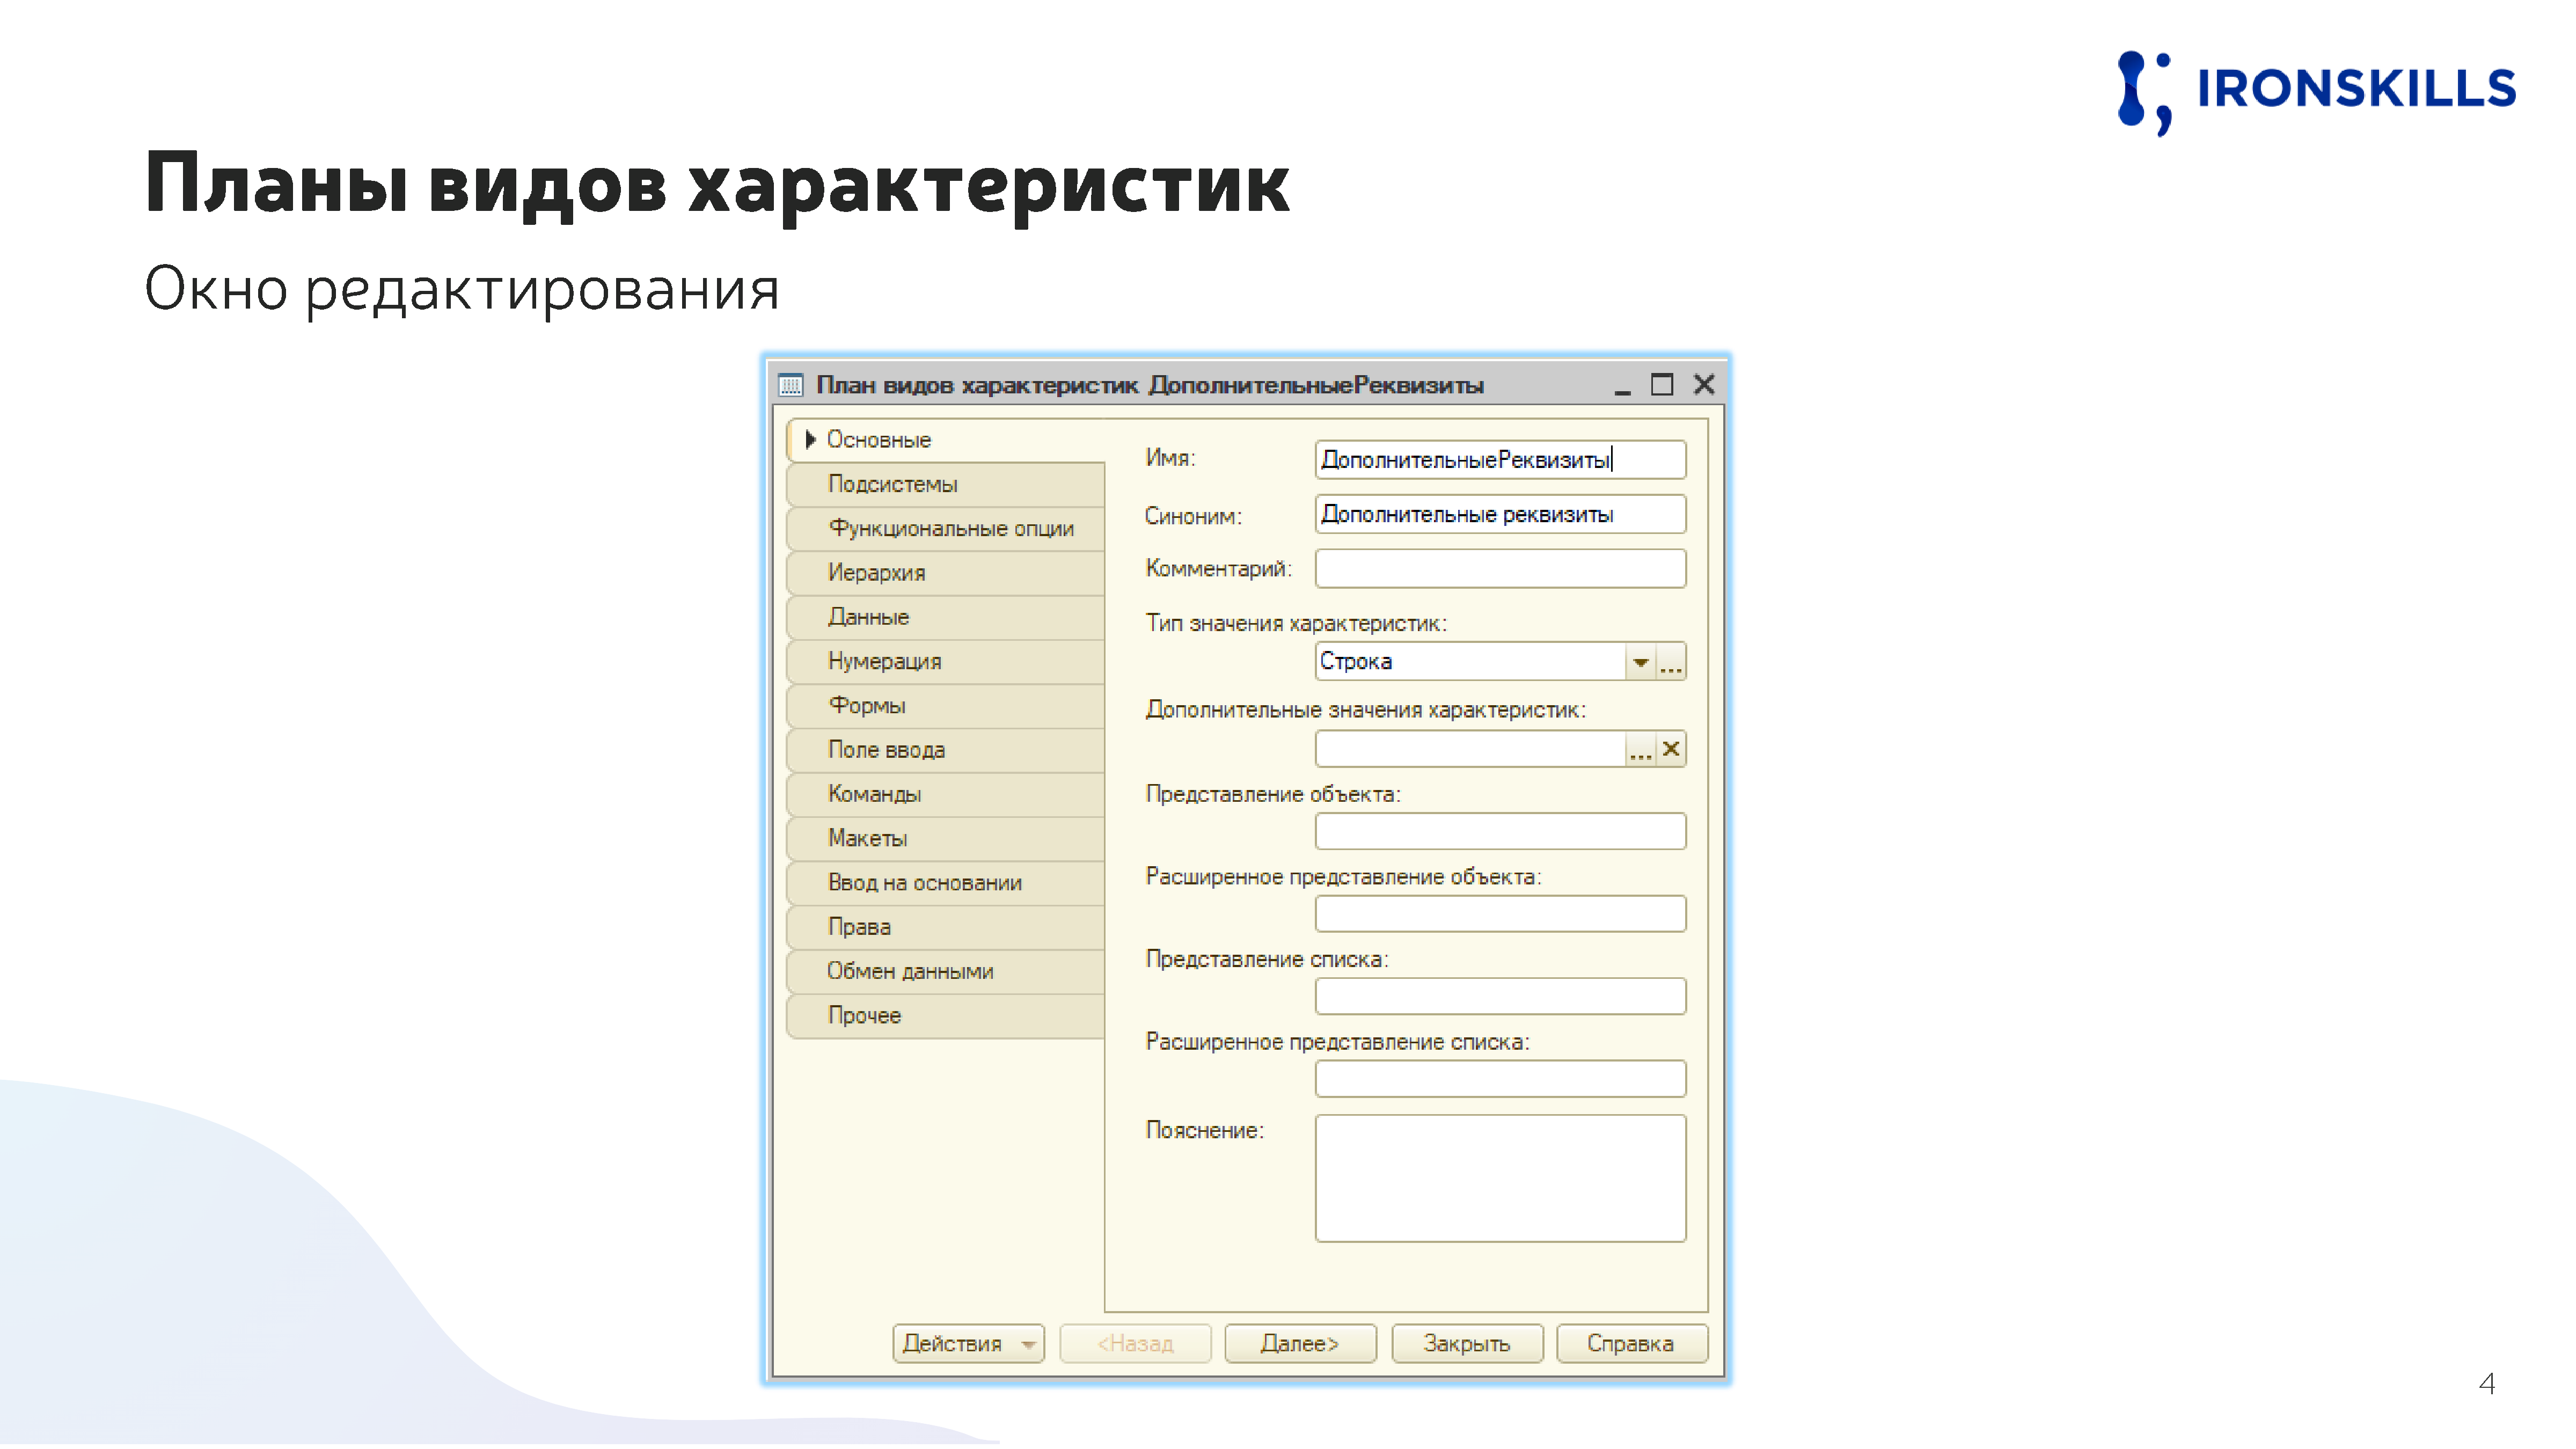 IRONSKILLS
Планы видов характеристик
Окно редактирования
План видов характеристик ДополнительныеРеквизиты
Основные
Подсистемы
Функциональные опции
Иерархия
Данные
Нумерация
Формы
Поле ввода
Команды
Макеты
Ввод на основании
Права
Обмен данными
Прочее
Имя: ДополнительныеРеквизиты
Синоним: Дополнительные реквизиты
Комментарий:
Тип значения характеристик:
Строка
Дополнительные значения характеристик:
Представление объекта:
Расширенное представление объекта:
Представление списка:
Расширенное представление списка:
Пояснение:
Действия <Назад Далее> Закрыть Справка
4